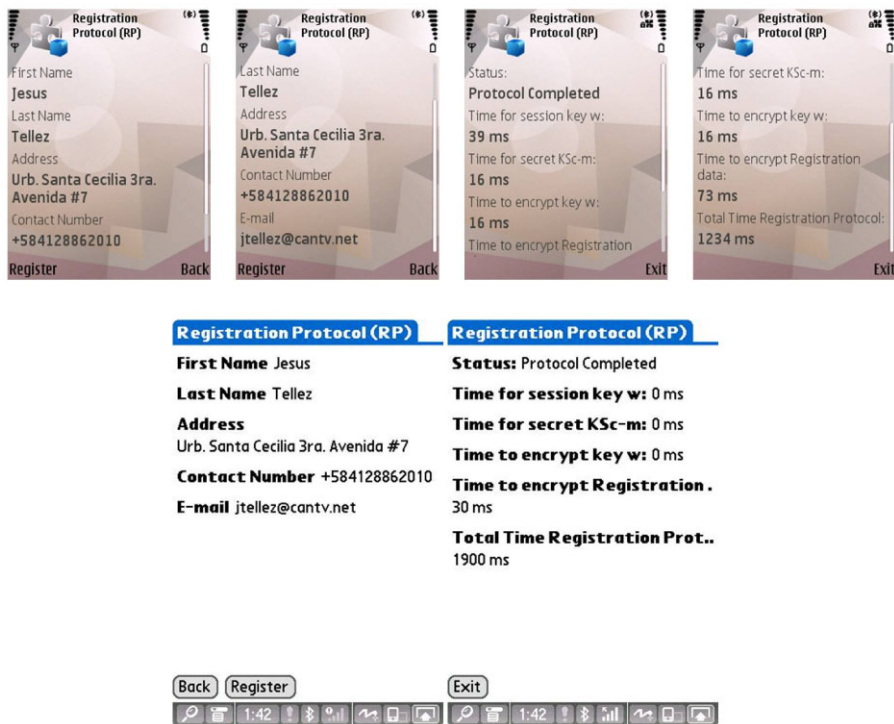 Registration
Protocol (RP)
First Name
Jesus
Last Name
Tellez
Address
Urb. Santa Cecilia 3ra.
Avenida #7
Contact Number
+584128862010
Register Back
Registration
Protocol (RP)
Last Name
Tellez
Address
Urb. Santa Cecilia 3ra.
Avenida #7
Contact Number
+584128862010
E-mail
jtellez@cantv.net
Register Back
Registration
Protocol (RP)
Status:
Protocol Completed
Time for session key w:
39 ms
Time for secret KSc-m:
16 ms
Time to encrypt key w:
16 ms
Time to encrypt Registration
Exit
Registration
Protocol (RP)
Time for secret KSc-m:
16 ms
Time to encrypt key w:
16 ms
Time to encrypt Registration
data:
73 ms
Total Time Registration Protocol:
1234 ms
Exit
Registration Protocol (RP)
First Name Jesus
Last Name Tellez
Address
Urb. Santa Cecilia 3ra. Avenida #7
Contact Number +584128862010
E-mail jtellez@cantv.net
Back Register
1:42
Registration Protocol (RP)
Status: Protocol Completed
Time for session key w: 0 ms
Time for secret KSc-m: 0 ms
Time to encrypt key w: 0 ms
Time to encrypt Registration .
30 ms
Total Time Registration Prot..
1900 ms
Exit
1:42